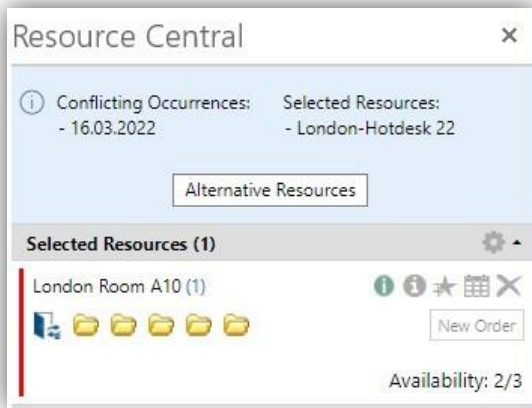 Resource Central
Conflicting Occurrences: Selected Resources:
- 16.03.2022 - London-Hotdesk 22
Alternative Resources
Selected Resources (1)
London Room A10 (1)
New Order
Availability: 2/3